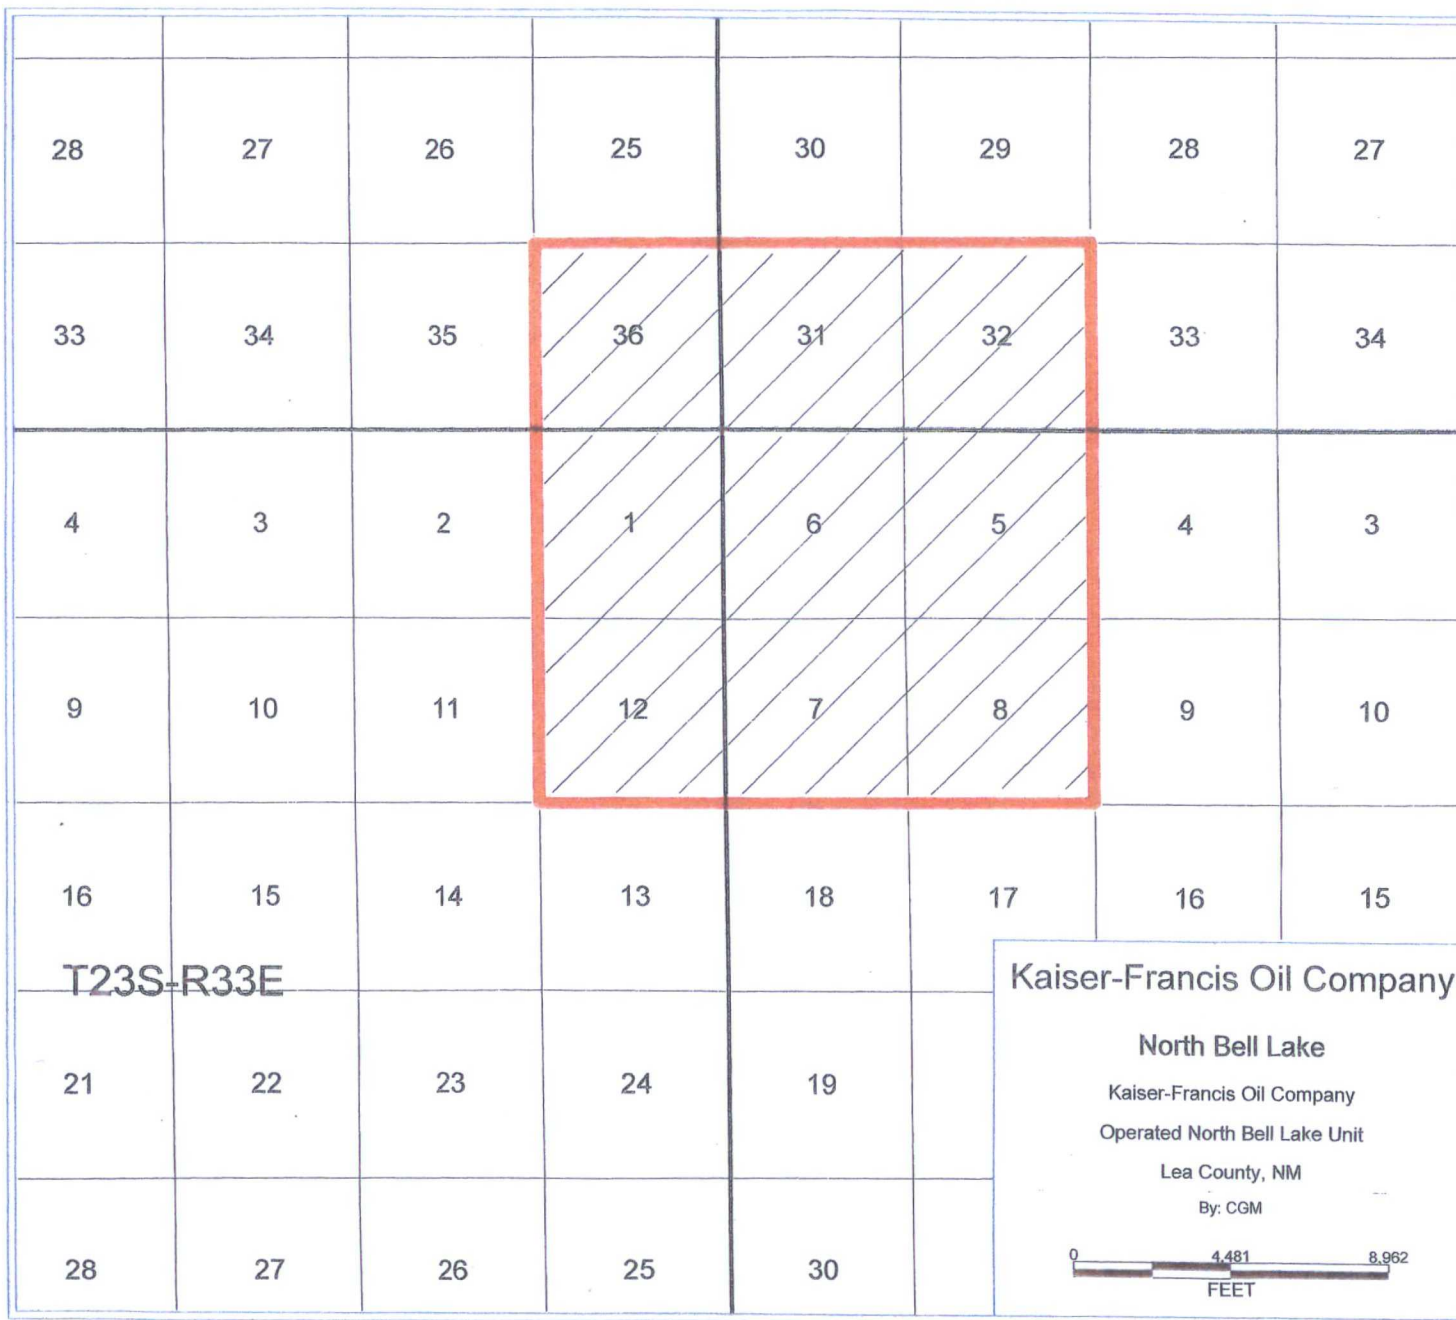 28 27 26 25 30 29 28 27
33 34 35 36 31 32 33 34
4 3 2 1 6 5 4 3
9 10 11 12 7 8 9 10
16 15 14 13 18 17 16 15
T23S-R33E
21 22 23 24 19
28 27 26 25 30
Kaiser-Francis Oil Company
North Bell Lake
Kaiser-Francis Oil Company
Operated North Bell Lake Unit
Lea County, NM
By: CGM
0 4,481 8,962
FEET